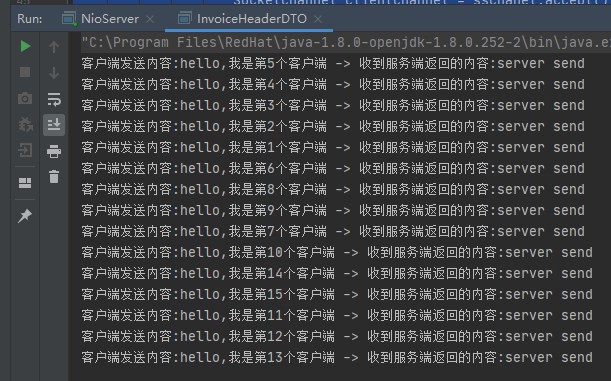 SocketChannel clientchannel = sschanel.accept()
Run: NioServer × InvoiceHeaderDTO ×
"C:\Program Files\RedHat\java-1.8.0-openjdk-1.8.0.252-2\bin\java.e
客户端发送内容:hello,我是第5个客户端 -> 收到服务端返回的内容:server send
客户端发送内容:hello,我是第4个客户端 -> 收到服务端返回的内容:server send
客户端发送内容:hello,我是第3个客户端 -> 收到服务端返回的内容:server send
客户端发送内容:hello,我是第2个客户端 -> 收到服务端返回的内容:server send
客户端发送内容:hello,我是第1个客户端 -> 收到服务端返回的内容:server send
客户端发送内容:hello,我是第6个客户端 -> 收到服务端返回的内容:server send
客户端发送内容:hello,我是第8个客户端 -> 收到服务端返回的内容:server send
客户端发送内容:hello,我是第9个客户端 -> 收到服务端返回的内容:server send
客户端发送内容:hello,我是第7个客户端 -> 收到服务端返回的内容:server send
客户端发送内容:hello,我是第10个客户端 -> 收到服务端返回的内容:server send
客户端发送内容:hello,我是第14个客户端 -> 收到服务端返回的内容:server send
客户端发送内容:hello,我是第15个客户端 -> 收到服务端返回的内容:server send
客户端发送内容:hello,我是第11个客户端 -> 收到服务端返回的内容:server send
客户端发送内容:hello,我是第12个客户端 -> 收到服务端返回的内容:server send
客户端发送内容:hello,我是第13个客户端 -> 收到服务端返回的内容:server send